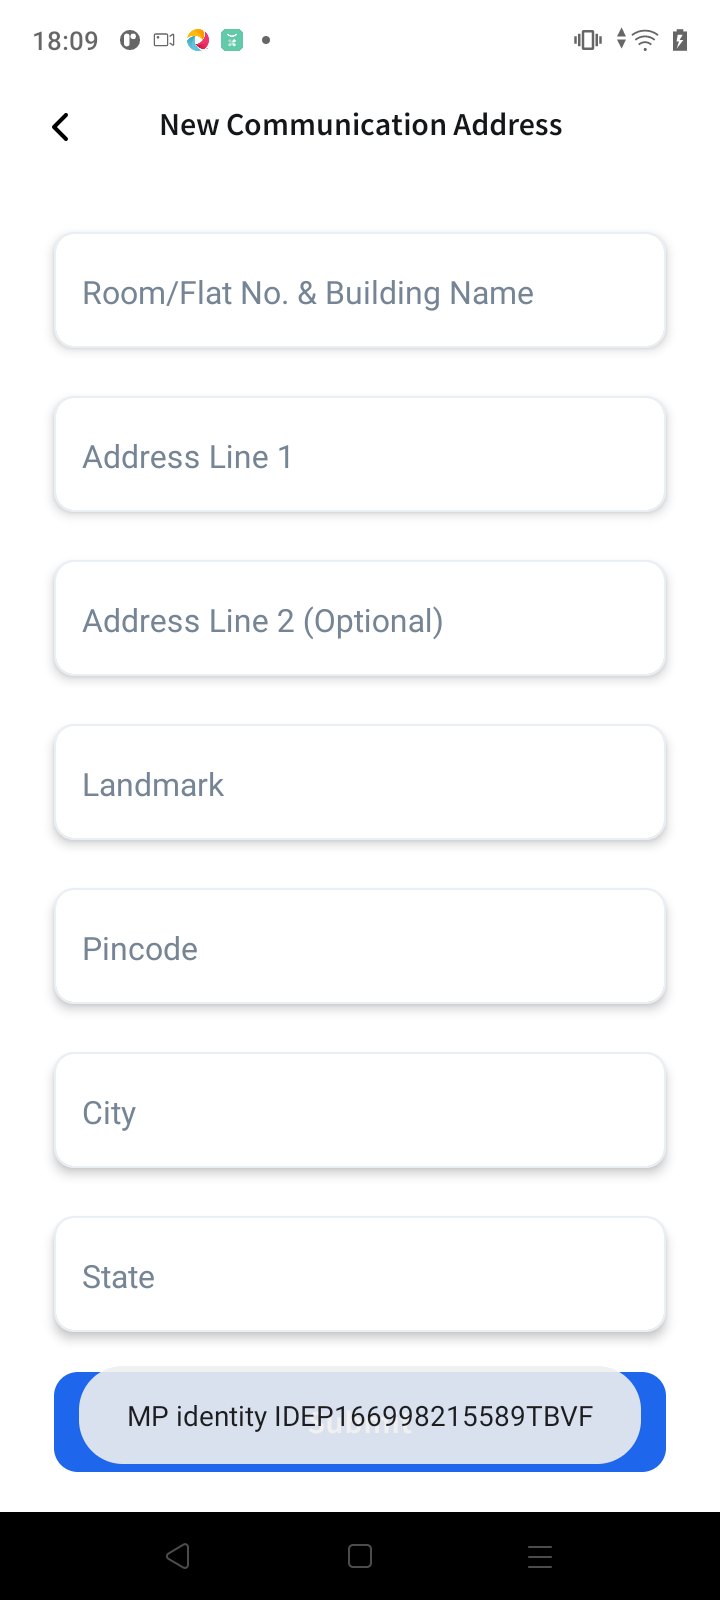 18:09
New Communication Address
Room/Flat No. & Building Name
Address Line 1
Address Line 2 (Optional)
Landmark
Pincode
City
State
Submit
MP identity IDEP166998215589TBVF